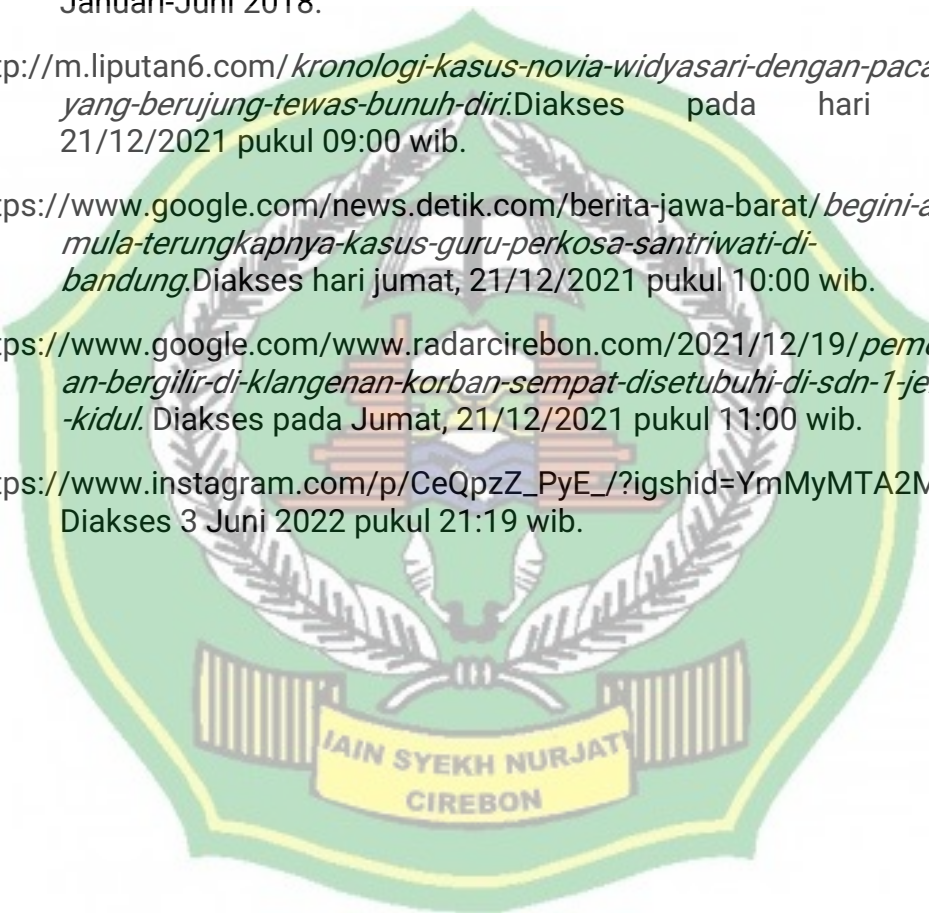 Januari-Juni 2018.
tp://m.liputan6.com/kronologi-kasus-novia-widyasari-dengan-paca
yang-berujung-tewas-bunuh-diri.Diakses pada hari
21/12/2021 pukul 09:00 wib.
tps://www.google.com/news.detik.com/berita-jawa-barat/begini-a
mula-terungkapnya-kasus-guru-perkosa-santriwati-di-
bandung.Diakses hari jumat, 21/12/2021 pukul 10:00 wib.
tps://www.google.com/www.radarcirebon.com/2021/12/19/peme
an-bergilir-di-klangenan-korban-sempat-disetubuhi-di-sdn-1-je
-kidul. Diakses pada Jumat, 21/12/2021 pukul 11:00 wib.
tps://www.instagram.com/p/CeQpzZ_PyE_/?igshid=YmMyMTA2M
Diakses 3 Juni 2022 pukul 21:19 wib.
IAIN SYEKH NURJATI
CIREBON